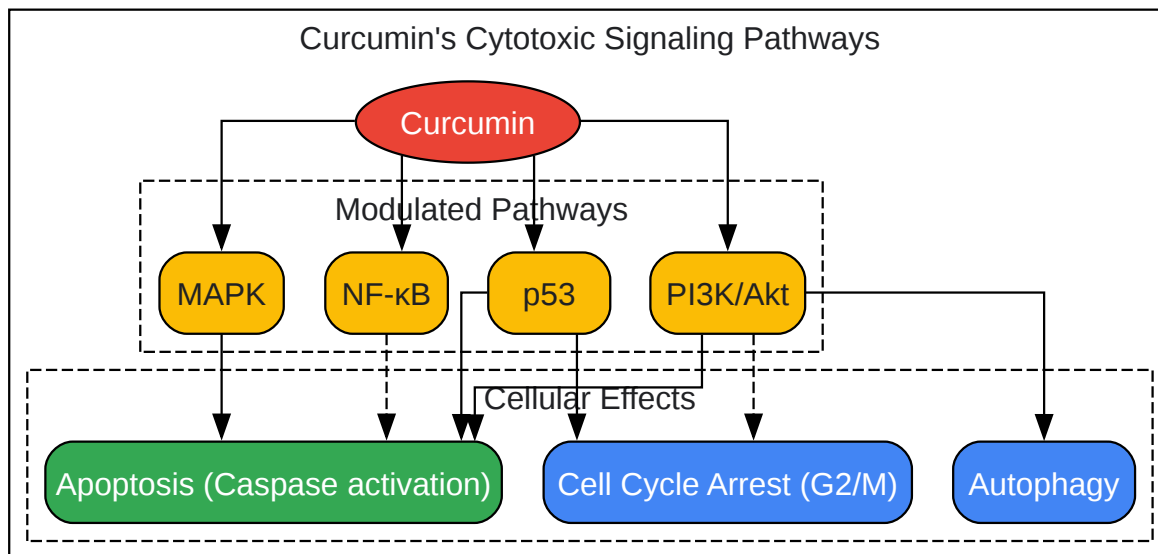 Curcumin's Cytotoxic Signaling Pathways
Curcumin
Modulated Pathways
MAPK
NF-κB
p53
PI3K/Akt
Cellular Effects
Apoptosis (Caspase activation)
Cell Cycle Arrest (G2/M)
Autophagy